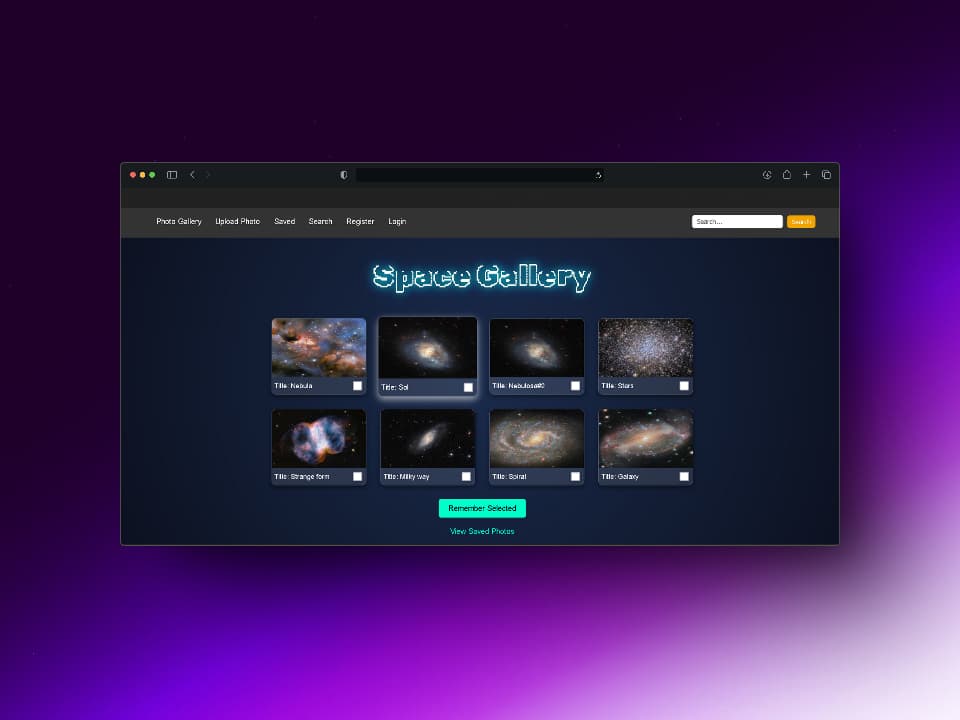 Photo Gallery Upload Photo Saved Search Register Login Search... Search
Space Gallery
Title: Nebula Title: Sol Title: Nebulosa#2 Title: Stars
Title: Strange form Title: Milky way Title: Spiral Title: Galaxy
Remember Selected
View Saved Photos